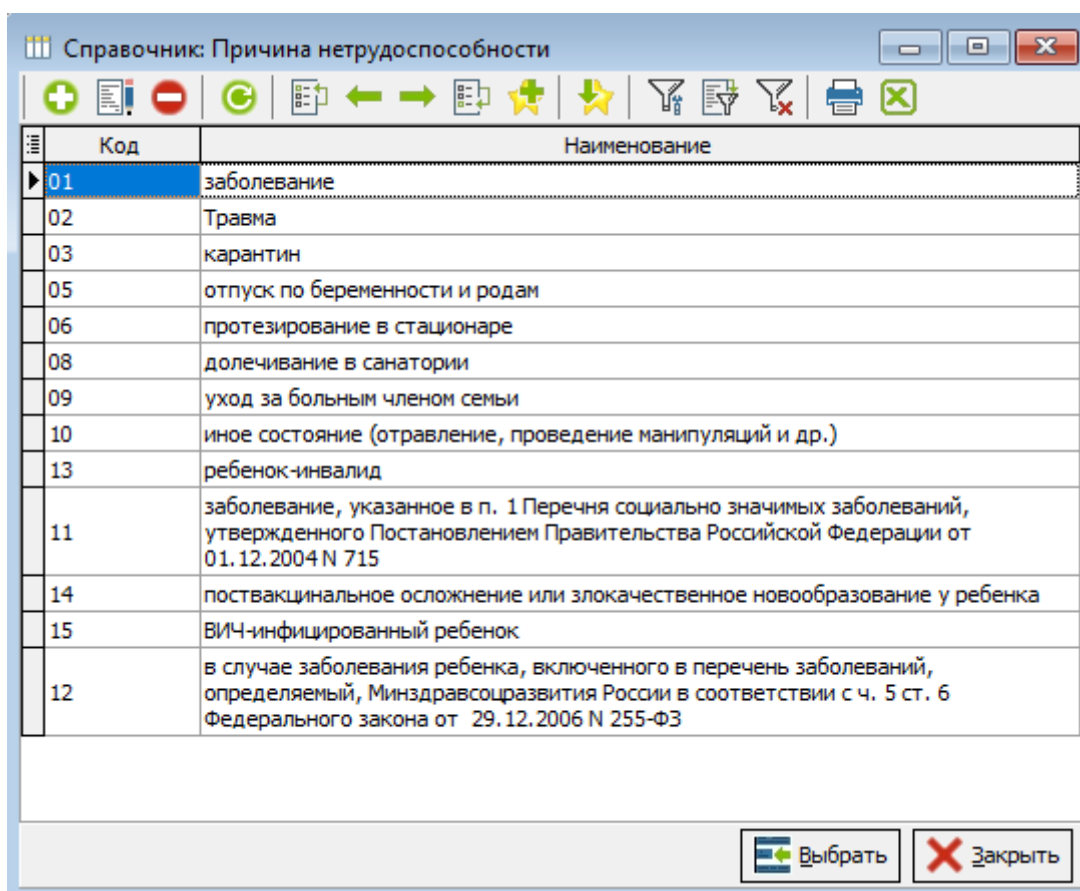 Справочник: Причина нетрудоспособности
Код Наименование
01 заболевание
02 Травма
03 карантин
05 отпуск по беременности и родам
06 протезирование в стационаре
08 долечивание в санатории
09 уход за больным членом семьи
10 иное состояние (отравление, проведение манипуляций и др.)
13 ребенок-инвалид
заболевание, указанное в п. 1 Перечня социально значимых заболеваний,
11 утвержденного Постановлением Правительства Российской Федерации от
01.12.2004 N 715
14 поствакцинальное осложнение или злокачественное новообразование у ребенка
15 ВИЧ-инфицированный ребенок
в случае заболевания ребенка, включенного в перечень заболеваний,
12 определяемый, Минздравсоцразвития России в соответствии с ч. 5 ст. 6
Федерального закона от 29.12.2006 N 255-ФЗ
Выбрать Закрыть